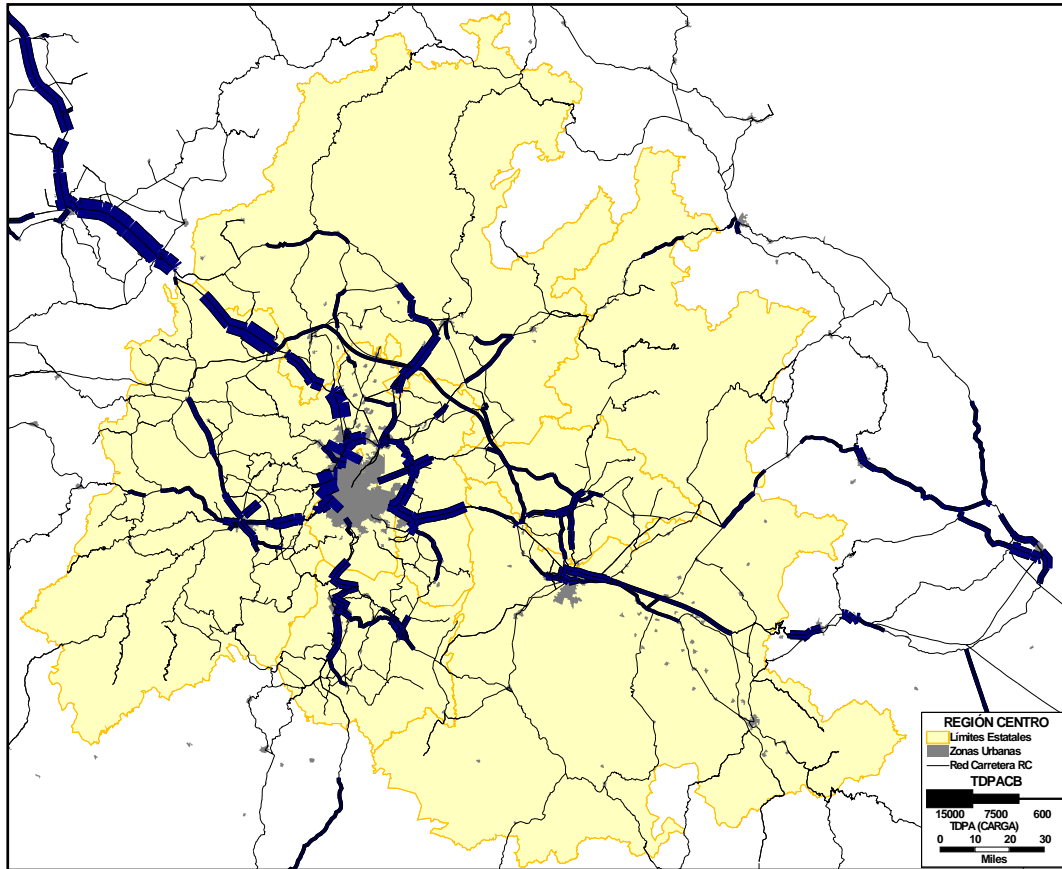 REGIÓN CENTRO
Límites Estatales
Zonas Urbanas
Red Carretera RC
TDPACB
15000 7500 600
TDPA (CARGA)
0 10 20 30
Miles